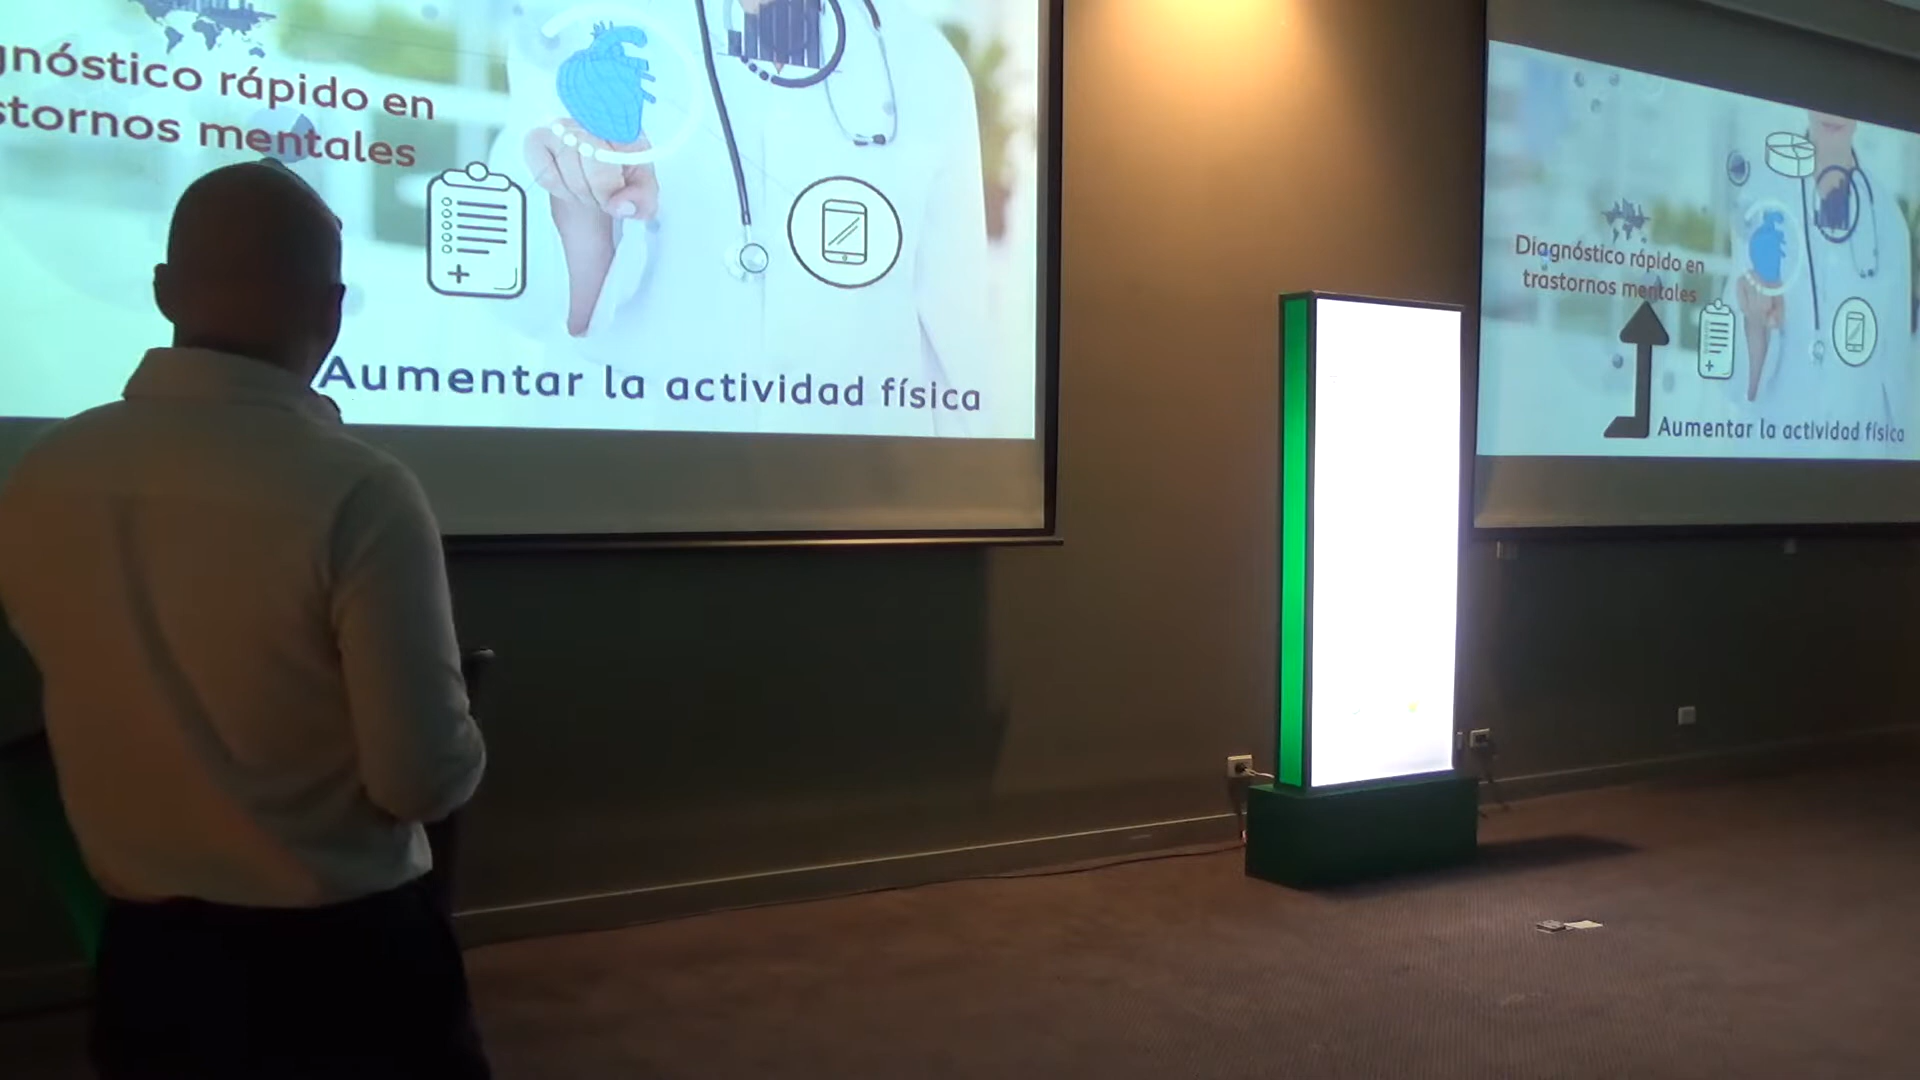 gnóstico rápido en
stornos mentales
Aumentar la actividad física
Diagnóstico rápido en
trastornos mentales
Aumentar la actividad física